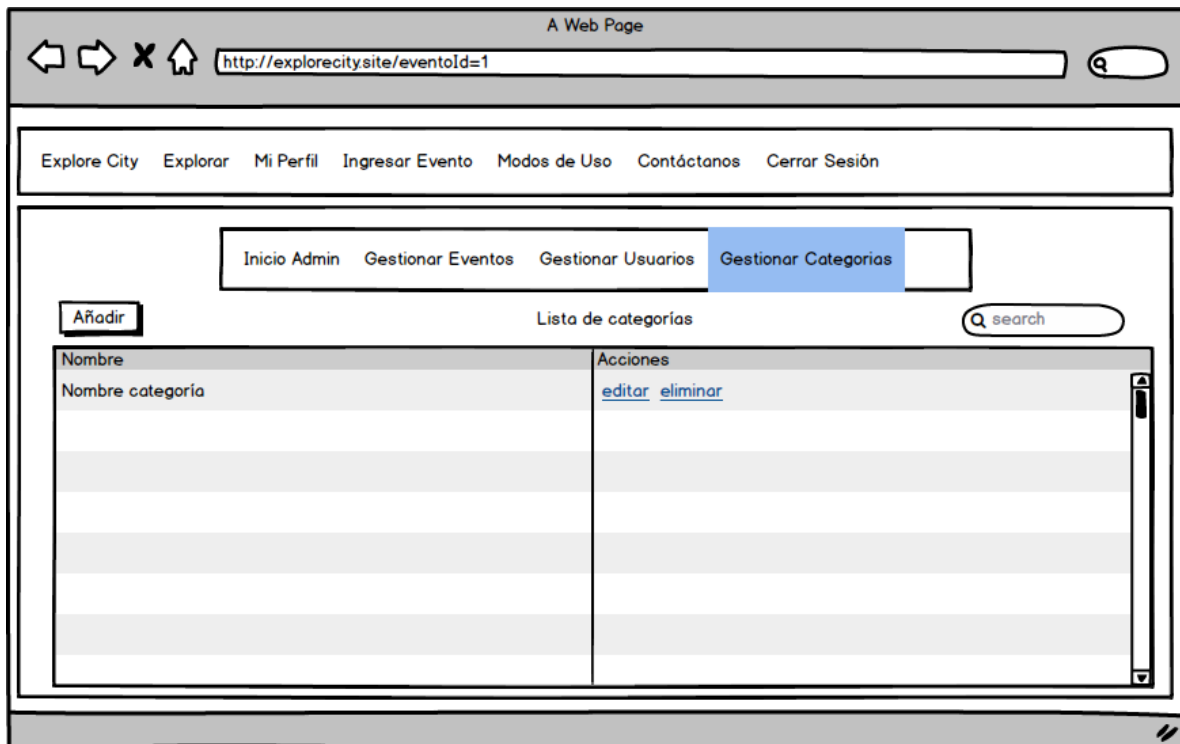 A Web Page
http://explorecity.site/eventoId=1
Explore City Explorar Mi Perfil Ingresar Evento Modos de Uso Contáctanos Cerrar Sesión
Inicio Admin Gestionar Eventos Gestionar Usuarios Gestionar Categorias
Añadir Lista de categorías search
Nombre Acciones
Nombre categoría editar eliminar